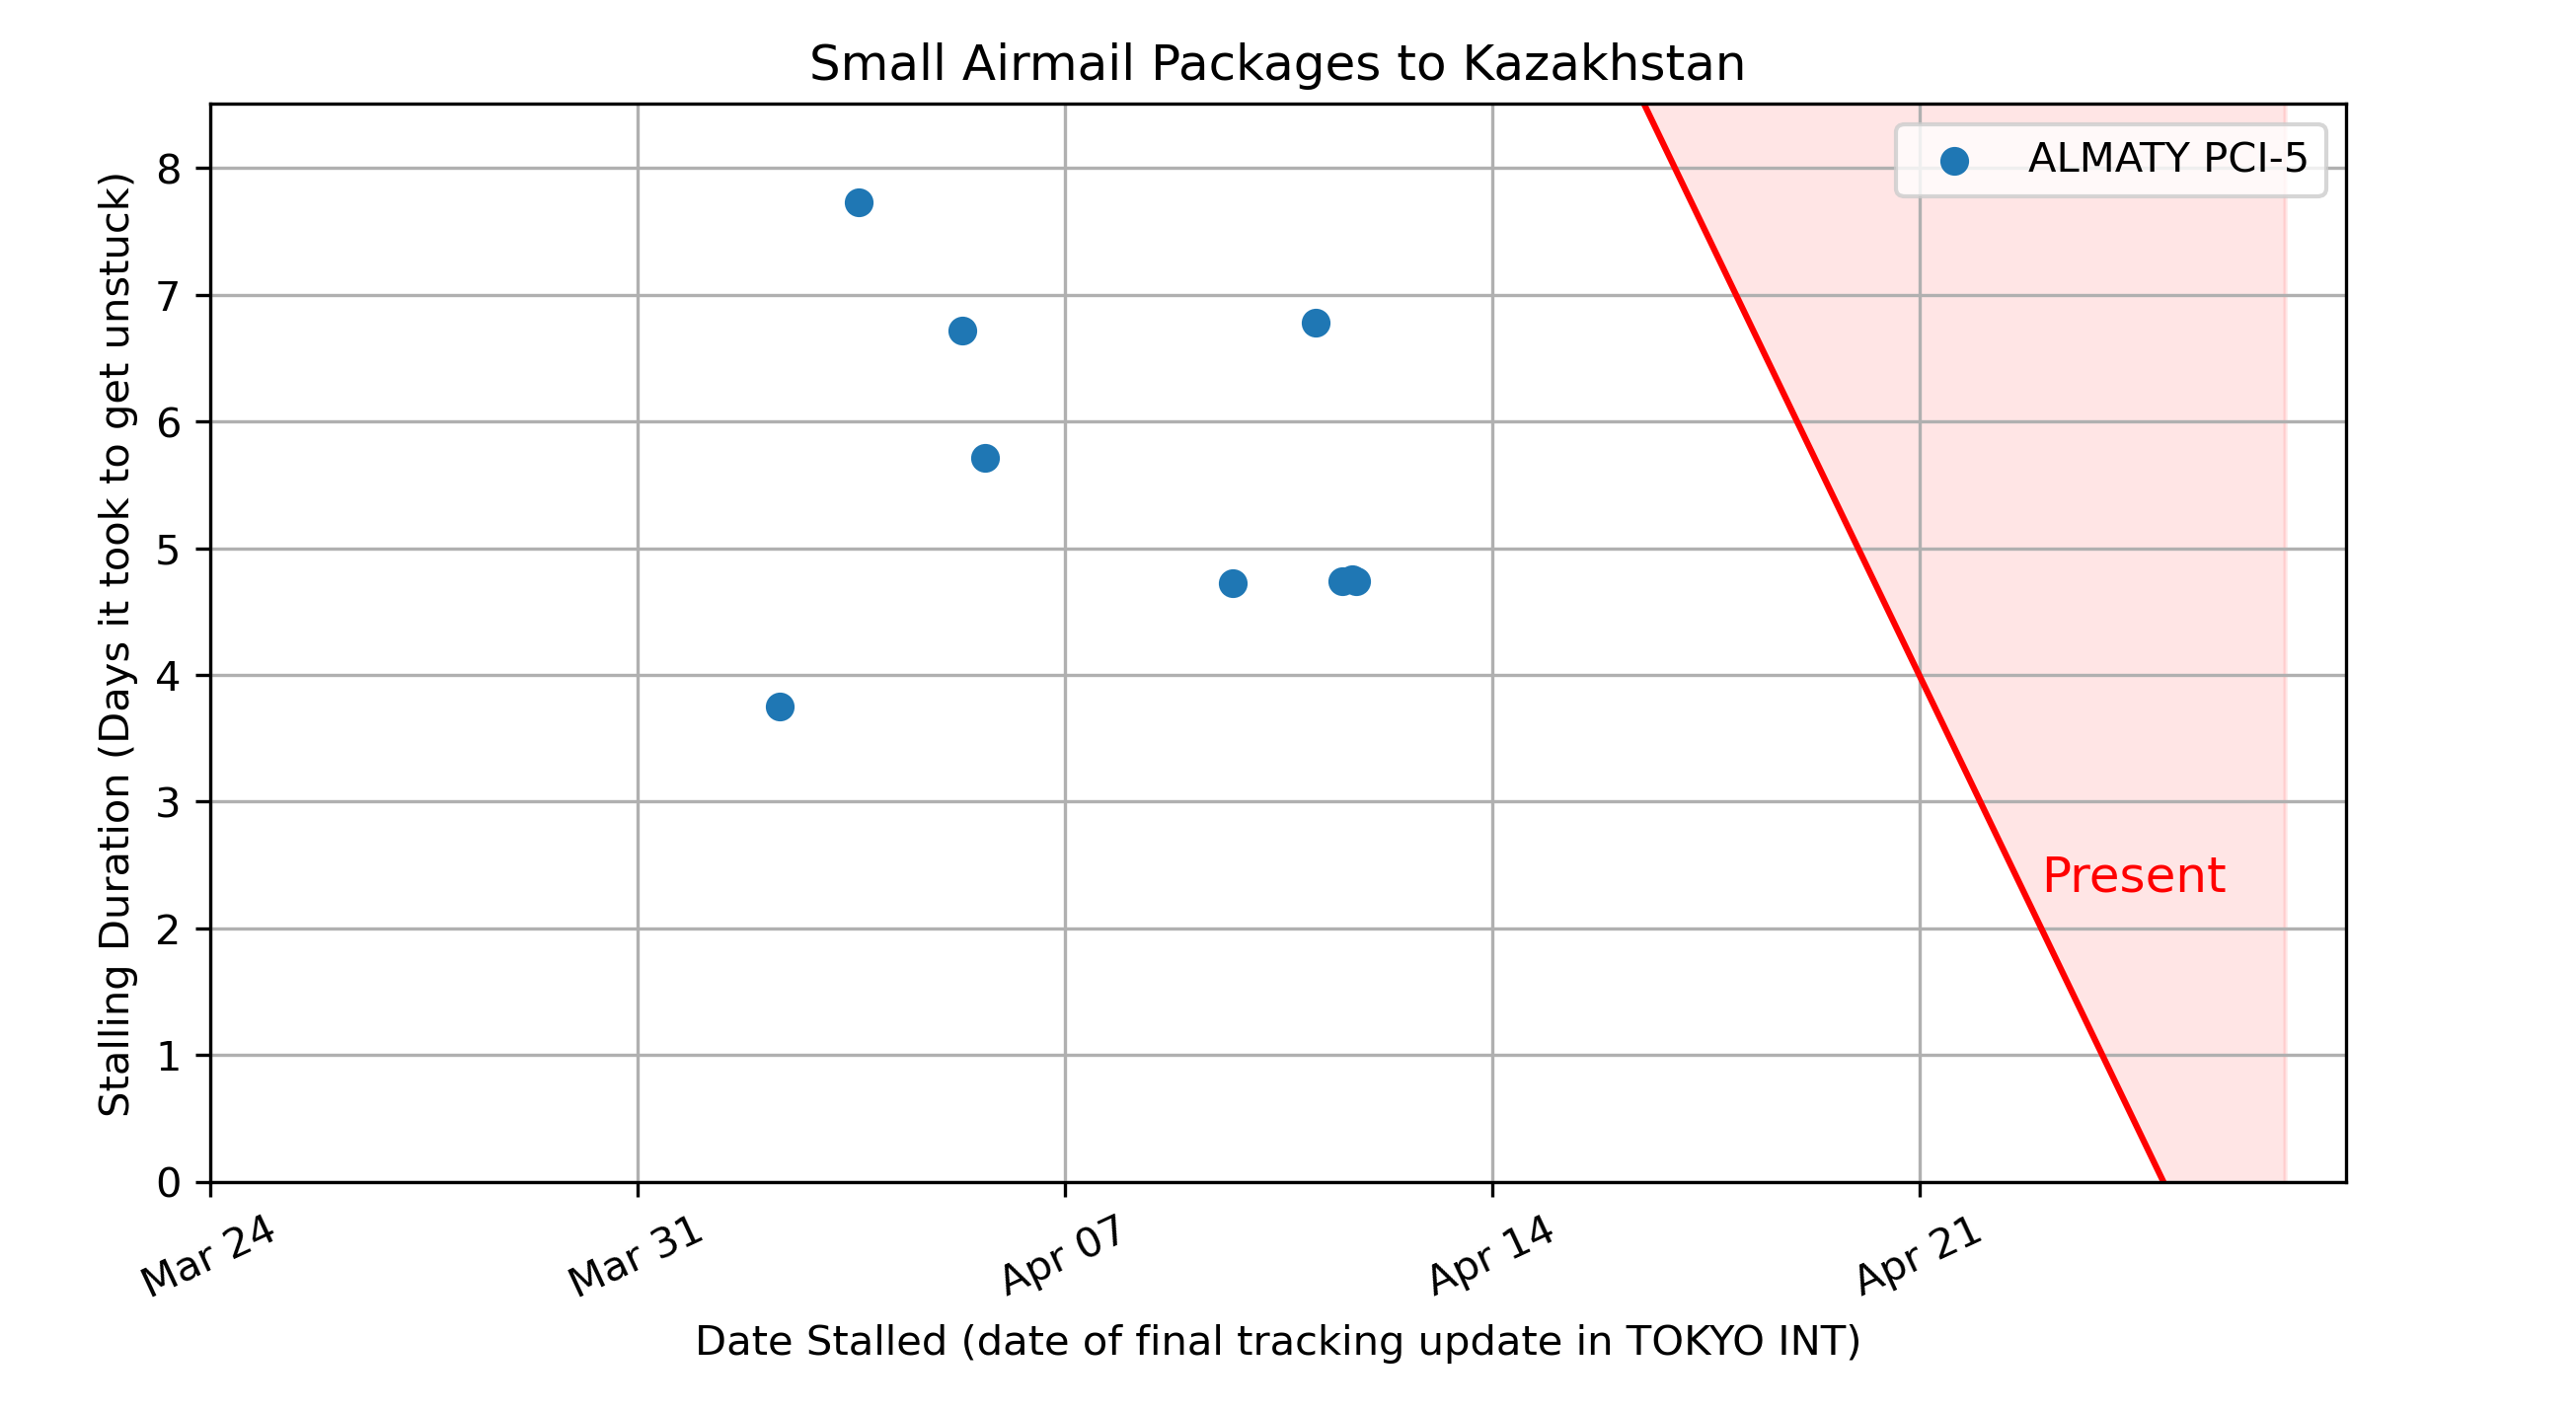 Small Airmail Packages to Kazakhstan
ALMATY PCI-5
Stalling Duration (Days it took to get unstuck)
8
7
6
5
4
3
2
1
0
Present
Mar 24
Mar 31
Apr 07
Apr 14
Apr 21
Date Stalled (date of final tracking update in TOKYO INT)